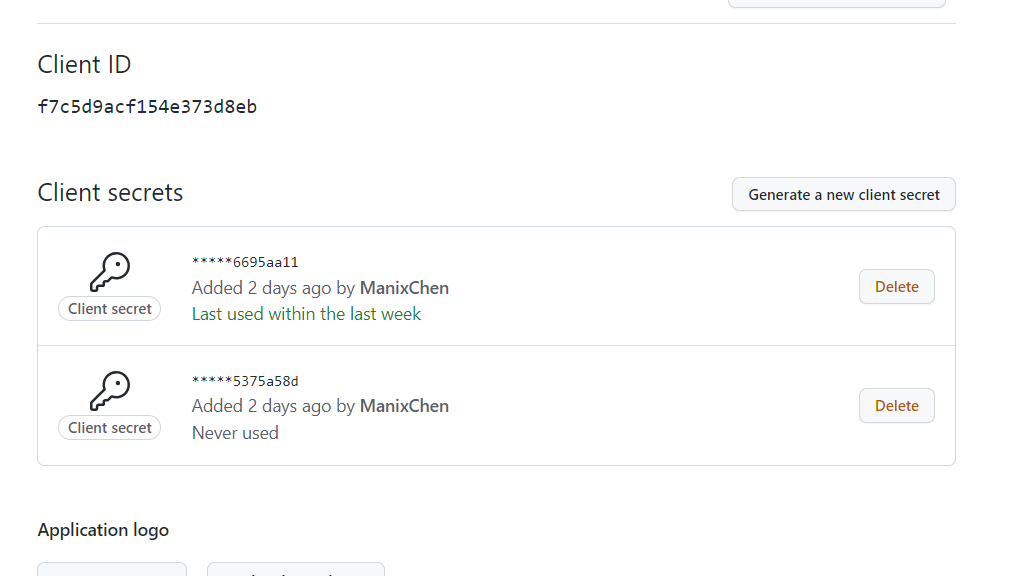 Client ID
f7c5d9acf154e373d8eb
Client secrets
Generate a new client secret
*****6695aa11
Added 2 days ago by ManixChen
Last used within the last week
Client secret
Delete
*****5375a58d
Added 2 days ago by ManixChen
Never used
Client secret
Delete
Application logo